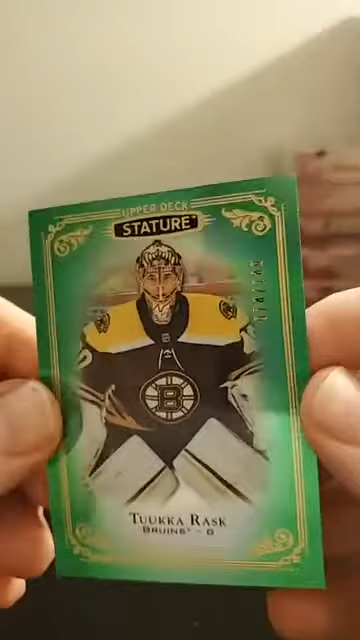 UPPER DECK
STATURE
B
TUUKKA RASK
BRUINS - G